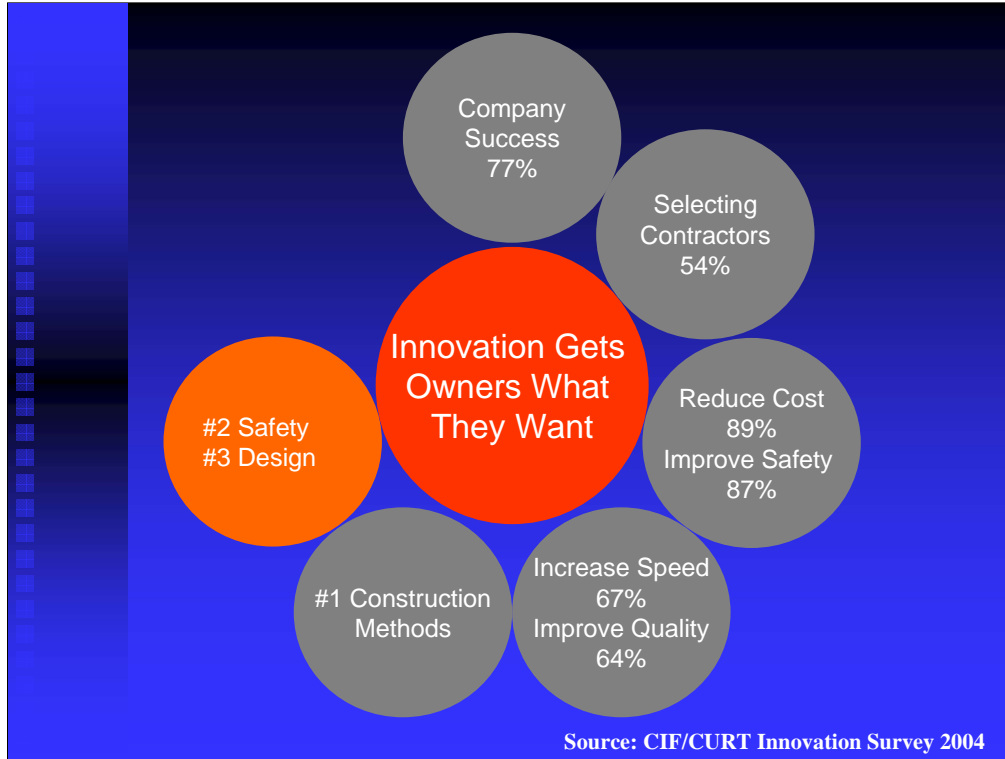 Company
Success
77%
Selecting
Contractors
54%
Innovation Gets
Owners What
They Want
Reduce Cost
89%
Improve Safety
87%
#2 Safety
#3 Design
Increase Speed
67%
Improve Quality
64%
#1 Construction
Methods
Source: CIF/CURT Innovation Survey 2004